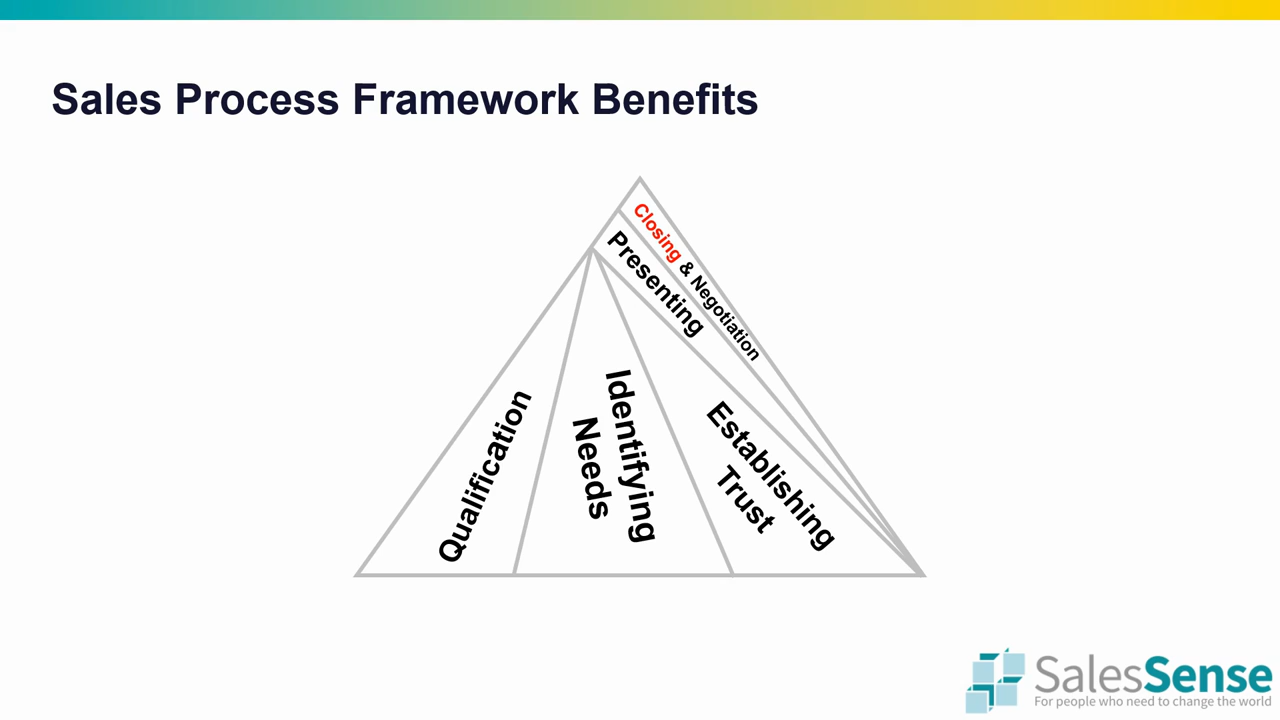 Sales Process Framework Benefits
Closing & Negotiation
Presenting
Qualification
Identifying
Needs
Establishing
Trust
SalesSense
For people who need to change the world